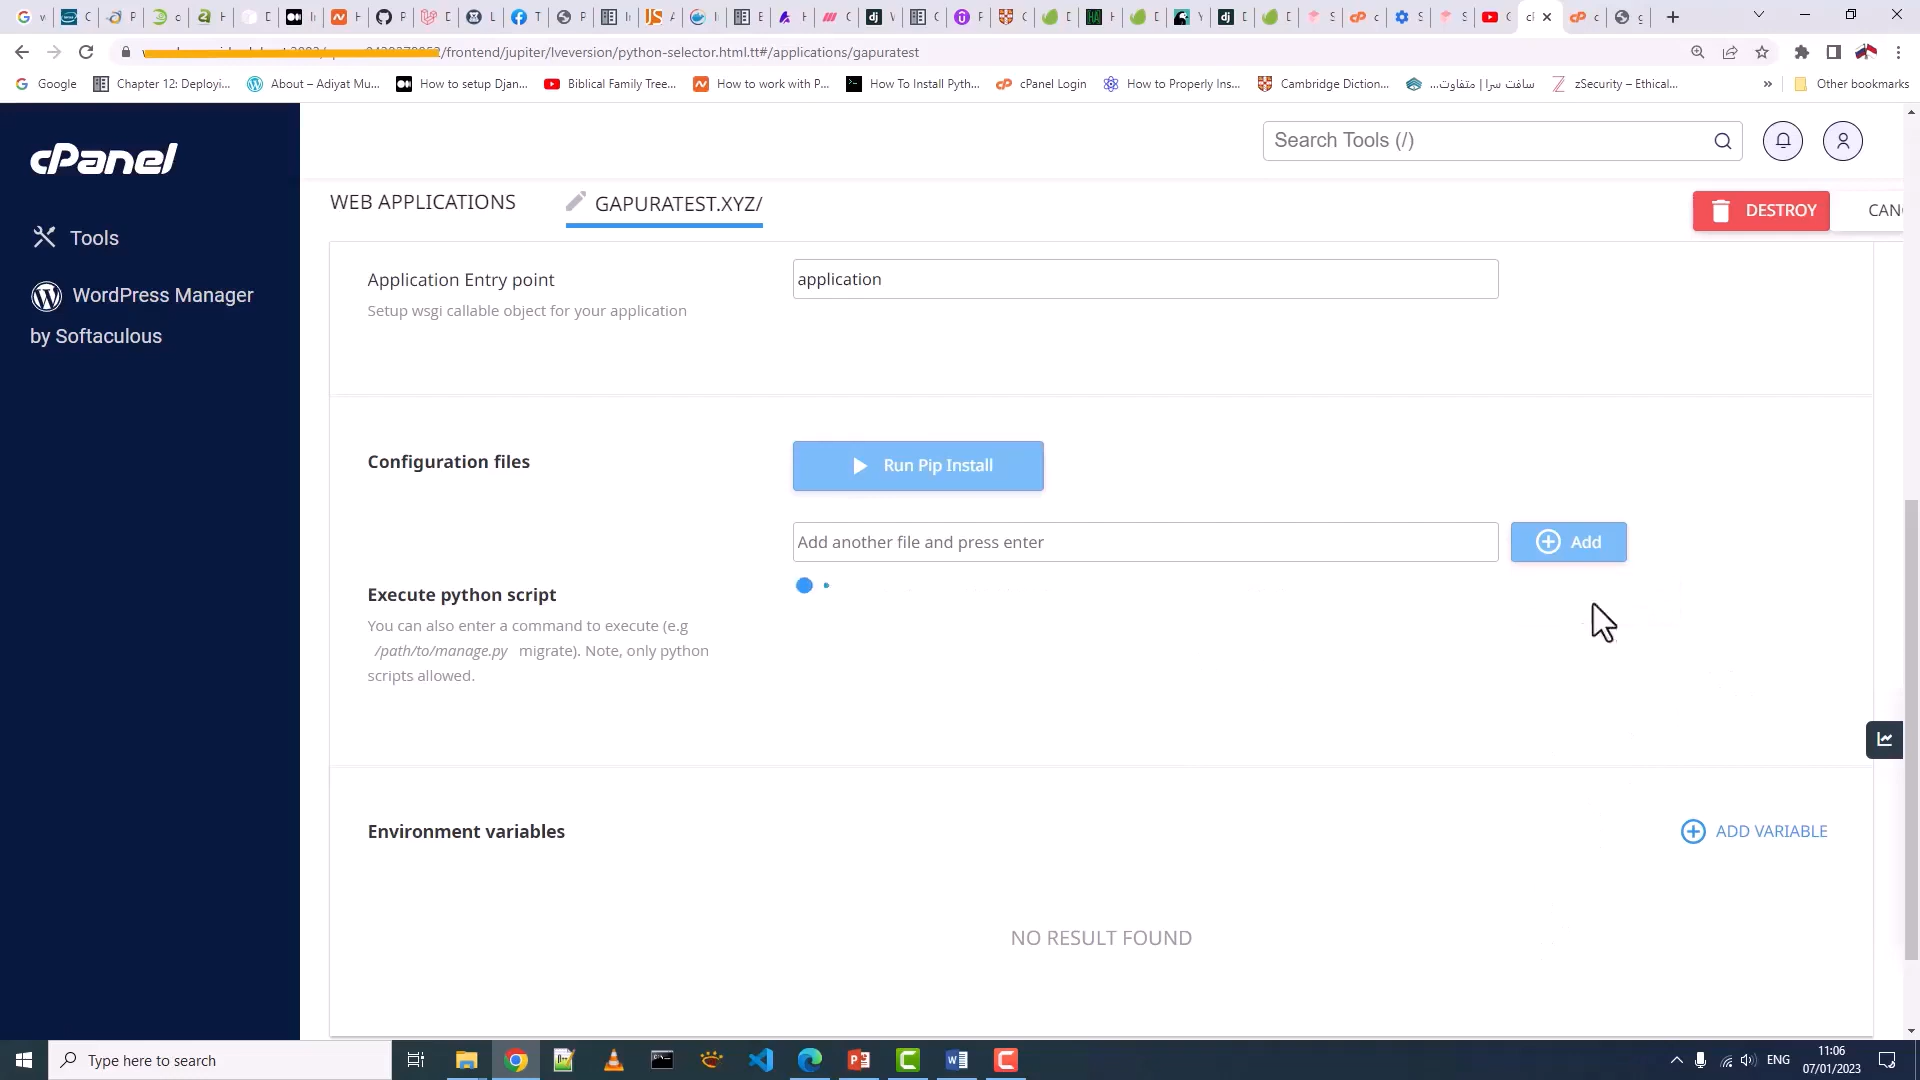 /frontend/jupiter/lveversion/python-selector.html.tt#/applications/gapuratest
Google
Chapter 12: Deployi...
About – Adiyat Mu...
How to setup Djan...
Biblical Family Tree...
How to work with P...
How To Install Pyth...
cPanel Login
How to Properly Ins...
Cambridge Diction...
سافت سرا | متفاوت...
zSecurity – Ethical...
»
Other bookmarks
cPanel
Search Tools (/)
Tools
WordPress Manager
by Softaculous
WEB APPLICATIONS
GAPURATEST.XYZ/
DESTROY
CANC
Application Entry point
Setup wsgi callable object for your application
application
Configuration files
Run Pip Install
Add another file and press enter
Add
Execute python script
You can also enter a command to execute (e.g
/path/to/manage.py migrate). Note, only python
scripts allowed.
Environment variables
ADD VARIABLE
NO RESULT FOUND
Type here to search
ENG
11:06
07/01/2023